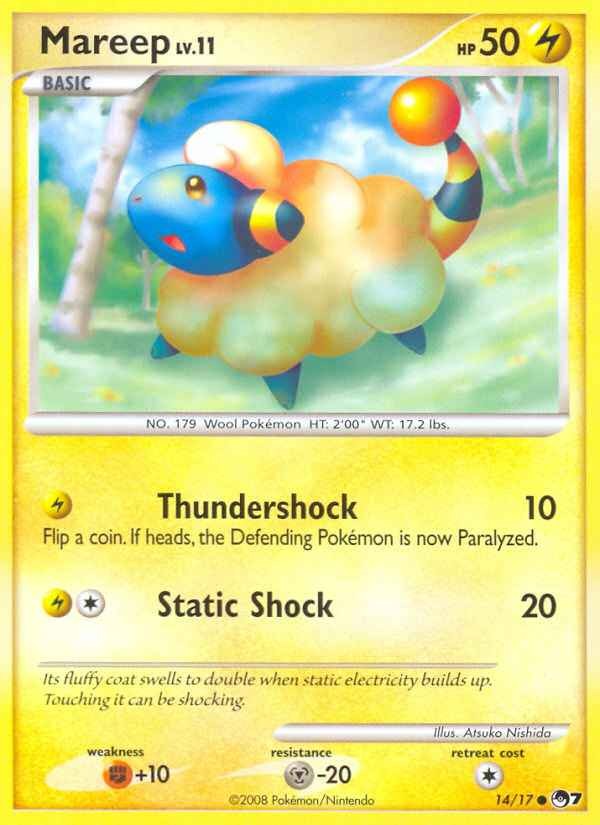 Mareep LV.11
HP 50
BASIC
NO. 179 Wool Pokémon HT: 2'00" WT: 17.2 lbs.
Thundershock 10
Flip a coin. If heads, the Defending Pokémon is now Paralyzed.
Static Shock 20
Its fluffy coat swells to double when static electricity builds up.
Touching it can be shocking.
Illus. Atsuko Nishida
weakness resistance retreat cost
+10 -20
©2008 Pokémon/Nintendo
14/17 7